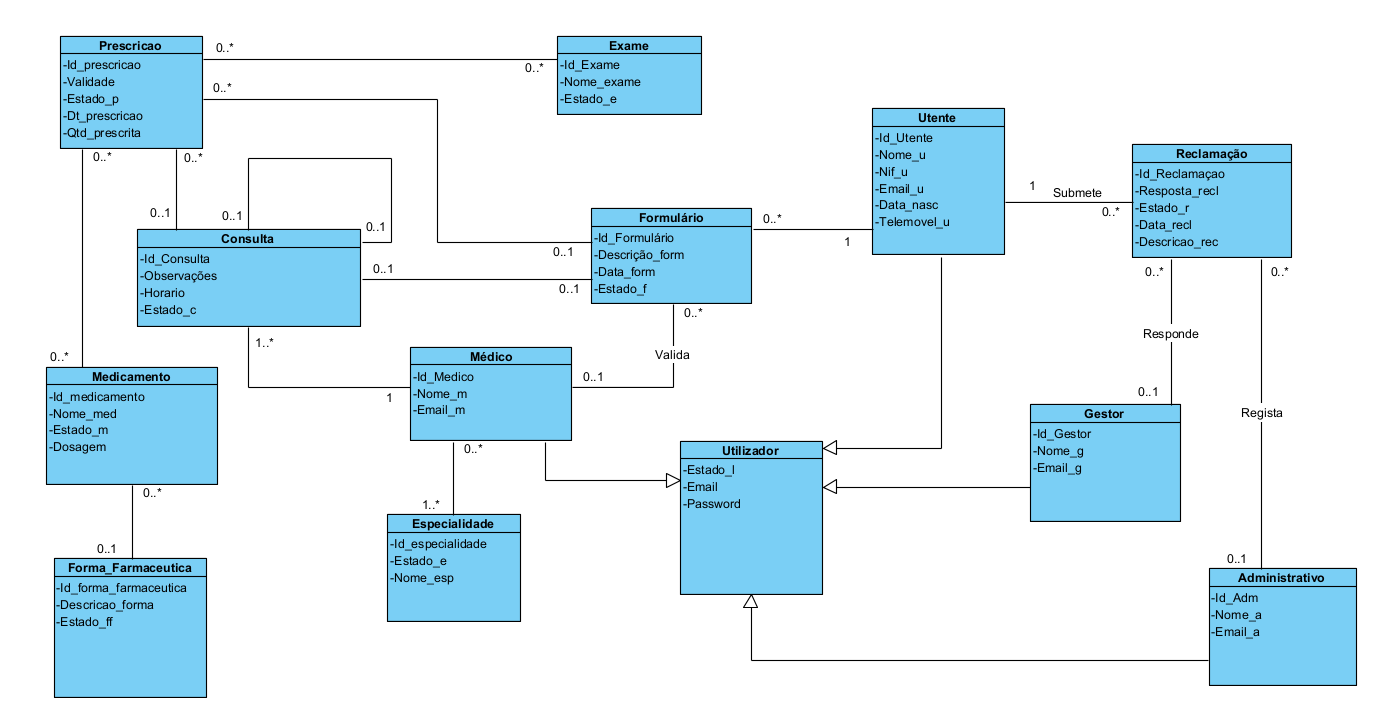 Prescricao
-Id_prescricao
-Validade
-Estado_p
-Dt_prescricao
-Qtd_prescrita
0..*
0..*
Exame
-Id_Exame
-Nome_exame
-Estado_e
0..*
0..1
0..*
0..1
0..*
0..*
0..1
0..1
Consulta
-Id_Consulta
-Observações
-Horario
-Estado_c
0..1
0..1
Formulário
-Id_Formulário
-Descrição_form
-Data_form
-Estado_f
0..*
1
Utente
-Id_Utente
-Nome_u
-Nif_u
-Email_u
-Data_nasc
-Telemovel_u
1
Submete
0..*
Reclamação
-Id_Reclamaçao
-Resposta_recl
-Estado_r
-Data_recl
-Descricao_rec
0..*
0..*
Responde
0..1
Regista
0..1
1..*
1
0..*
Valida
0..1
Médico
-Id_Medico
-Nome_m
-Email_m
0..*
1..*
Medicamento
-Id_medicamento
-Nome_med
-Estado_m
-Dosagem
0..*
0..1
Forma_Farmaceutica
-Id_forma_farmaceutica
-Descricao_forma
-Estado_ff
Especialidade
-Id_especialidade
-Estado_e
-Nome_esp
Utilizador
-Estado_l
-Email
-Password
Gestor
-Id_Gestor
-Nome_g
-Email_g
Administrativo
-Id_Adm
-Nome_a
-Email_a